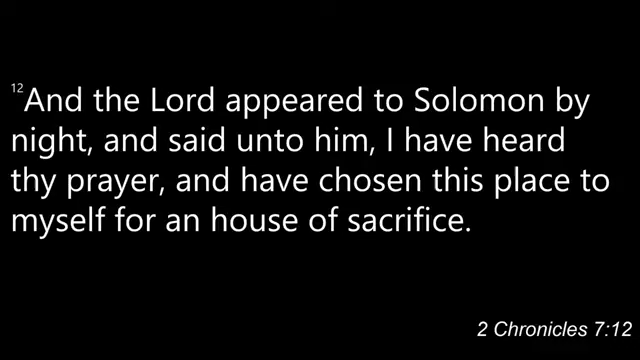 12And the Lord appeared to Solomon by
night, and said unto him, I have heard
thy prayer, and have chosen this place to
myself for an house of sacrifice.
2 Chronicles 7:12